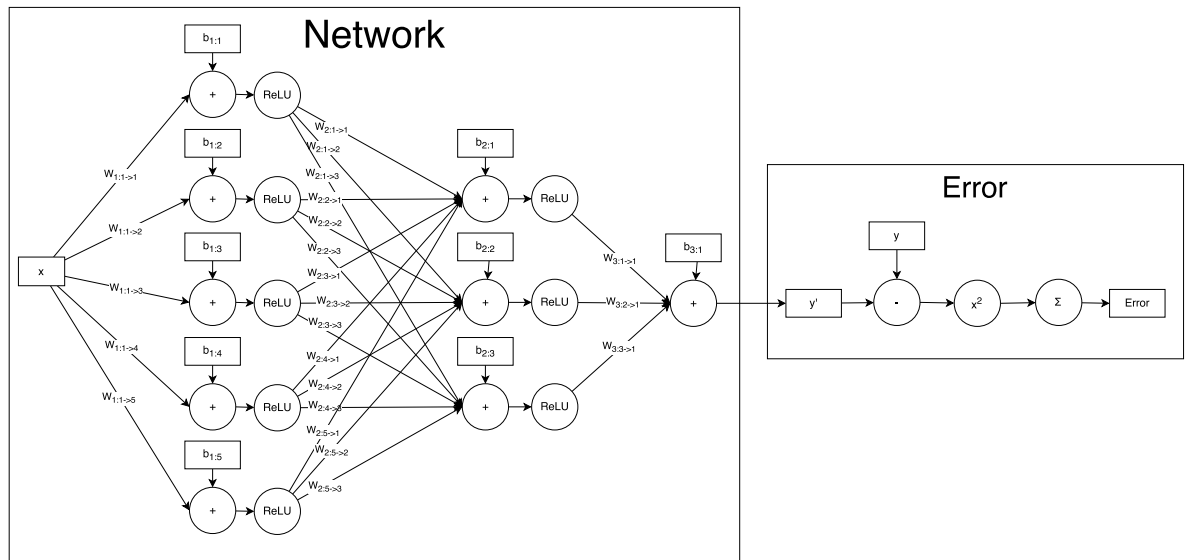 Network
b1:1
+
ReLU
W1:1->1
W2:1->1
W2:1->2
W2:1->3
b1:2
+
ReLU
W1:1->2
W2:2->1
W2:2->2
W2:2->3
b2:1
+
ReLU
W3:1->1
x
b1:3
+
ReLU
W1:1->3
W2:3->1
W2:3->2
W2:3->3
b2:2
+
ReLU
W3:2->1
b3:1
+
b1:4
+
ReLU
W1:1->4
W2:4->1
W2:4->2
W2:4->3
b2:3
+
ReLU
W3:3->1
b1:5
+
ReLU
W1:1->5
W2:5->1
W2:5->2
W2:5->3
Error
y
y'
-
x²
Σ
Error